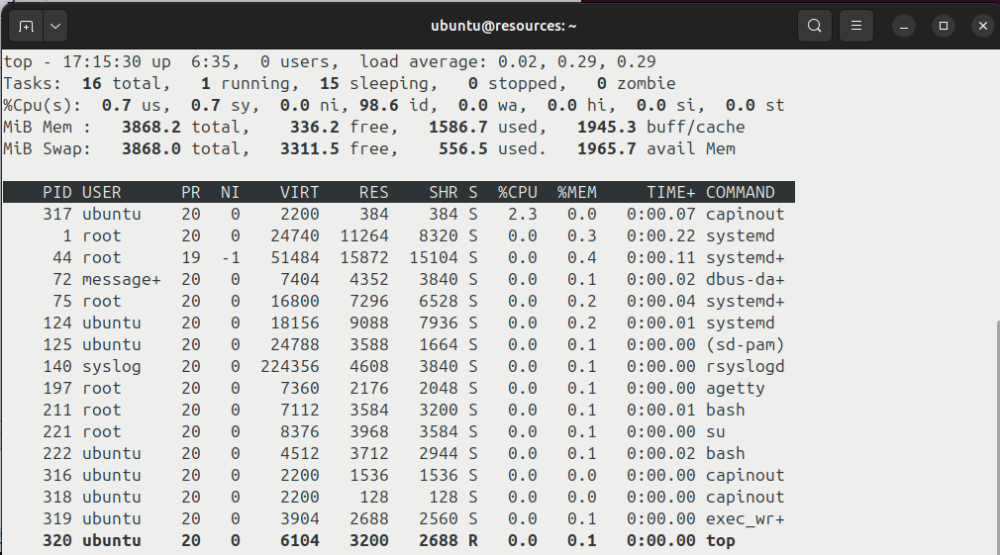 ubuntu@resources: ~
top - 17:15:30 up  6:35,  0 users,  load average: 0.02, 0.29, 0.29
Tasks:  16 total,   1 running,  15 sleeping,   0 stopped,   0 zombie
%Cpu(s):  0.7 us,  0.7 sy,  0.0 ni, 98.6 id,  0.0 wa,  0.0 hi,  0.0 si,  0.0 st
MiB Mem :   3868.2 total,    336.2 free,   1586.7 used,   1945.3 buff/cache
MiB Swap:   3868.0 total,   3311.5 free,    556.5 used.   1965.7 avail Mem
    PID USER      PR  NI    VIRT    RES    SHR S  %CPU  %MEM     TIME+ COMMAND
    317 ubuntu    20   0    2200    384    384 S   2.3   0.0   0:00.07 capinout
      1 root      20   0   24740  11264   8320 S   0.0   0.3   0:00.22 systemd
     44 root      19  -1   51484  15872  15104 S   0.0   0.4   0:00.11 systemd+
     72 message+  20   0    7404   4352   3840 S   0.0   0.1   0:00.02 dbus-da+
     75 root      20   0   16800   7296   6528 S   0.0   0.2   0:00.04 systemd+
    124 ubuntu    20   0   18156   9088   7936 S   0.0   0.2   0:00.01 systemd
    125 ubuntu    20   0   24788   3588   1664 S   0.0   0.1   0:00.00 (sd-pam)
    140 syslog    20   0  224356   4608   3840 S   0.0   0.1   0:00.00 rsyslogd
    197 root      20   0    7360   2176   2048 S   0.0   0.1   0:00.00 agetty
    211 root      20   0    7112   3584   3200 S   0.0   0.1   0:00.01 bash
    221 root      20   0    8376   3968   3584 S   0.0   0.1   0:00.00 su
    222 ubuntu    20   0    4512   3712   2944 S   0.0   0.1   0:00.02 bash
    316 ubuntu    20   0    2200   1536   1536 S   0.0   0.0   0:00.00 capinout
    318 ubuntu    20   0    2200    128    128 S   0.0   0.0   0:00.00 capinout
    319 ubuntu    20   0    3904   2688   2560 S   0.0   0.1   0:00.00 exec_wr+
    320 ubuntu    20   0    6104   3200   2688 R   0.0   0.1   0:00.00 top